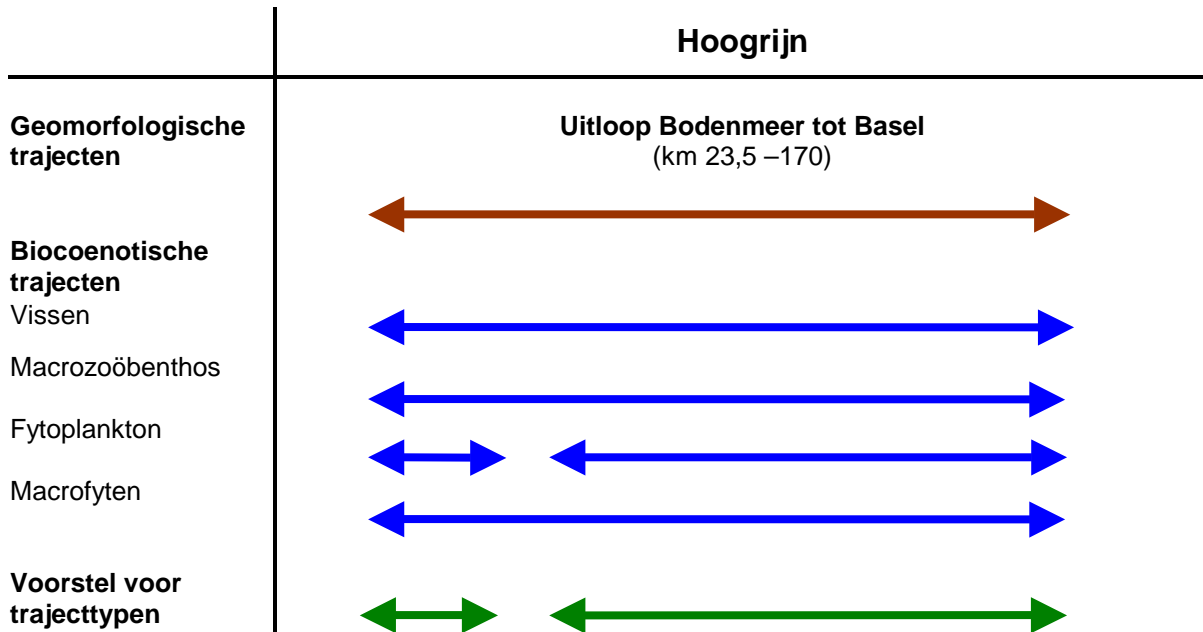 Hoogrijn
Geomorfologische
trajecten
Uitloop Bodenmeer tot Basel
(km 23,5 –170)
Biocoenotische
trajecten
Vissen
Macrozoöbenthos
Fytoplankton
Macrofyten
Voorstel voor
trajecttypen